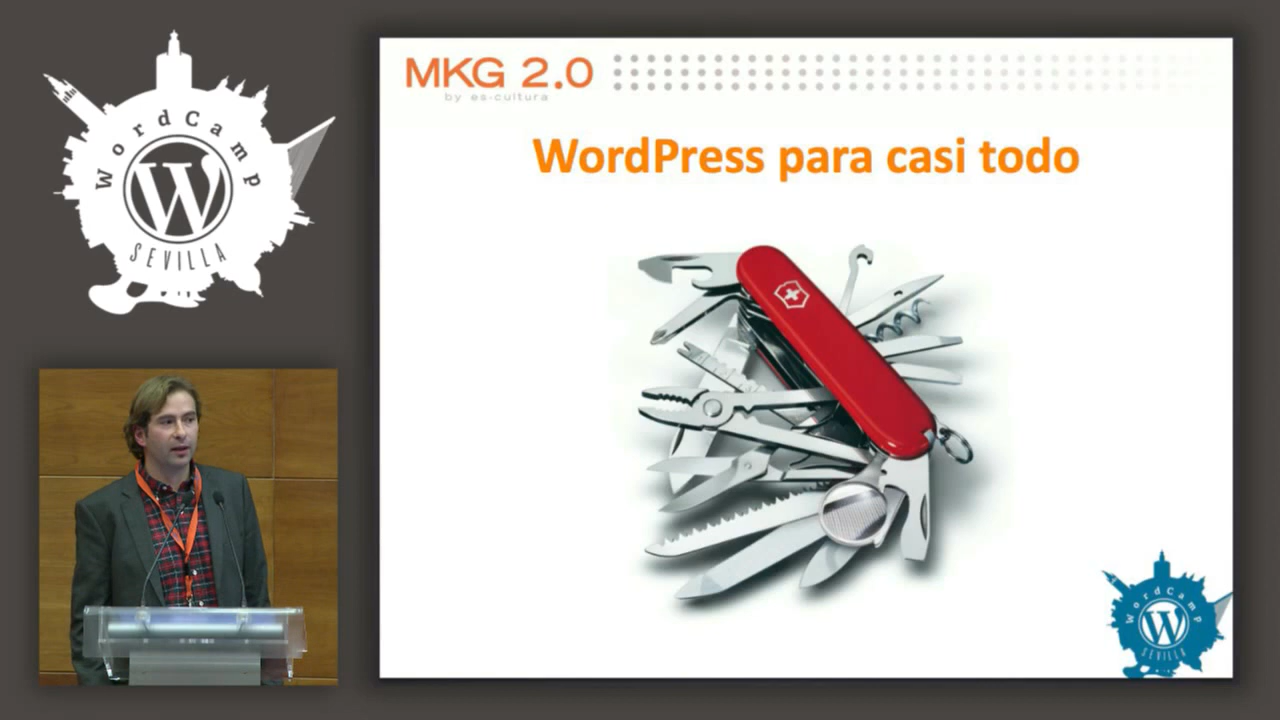 WordCamp
SEVILLA
MKG 2.0
by es-cultura
WordPress para casi todo
WordCamp
SEVILLA